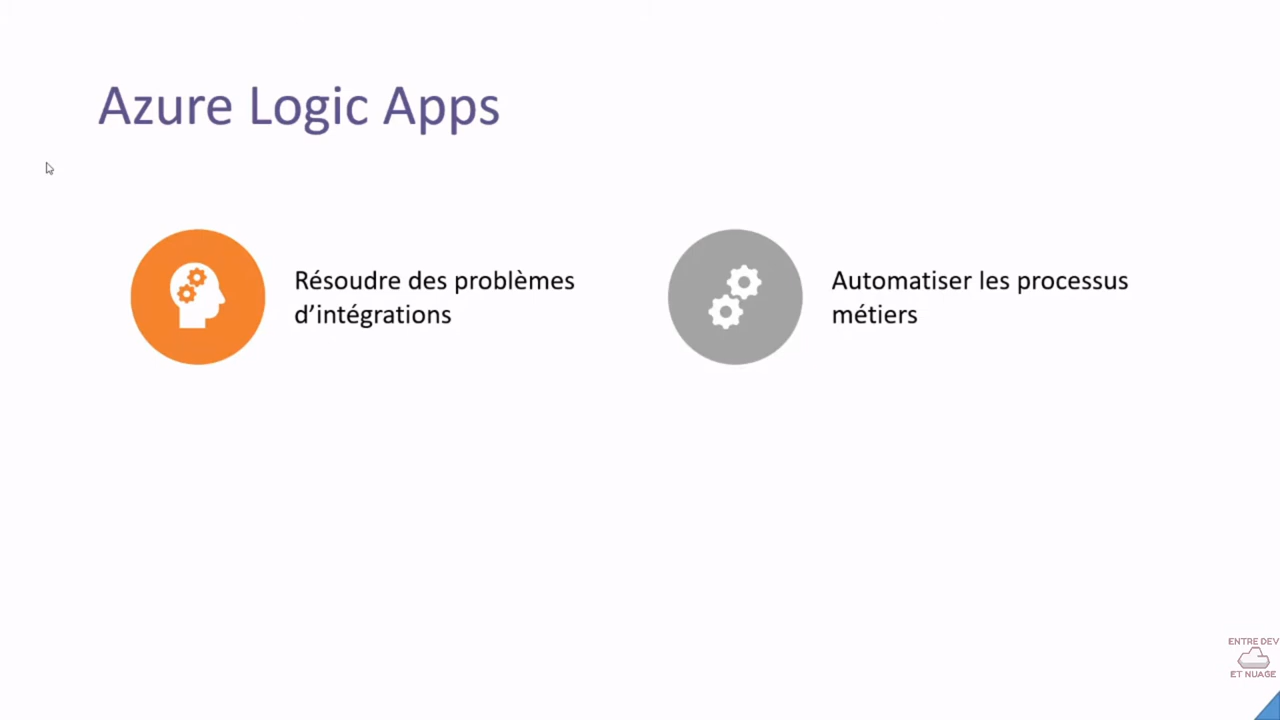 Azure Logic Apps
Résoudre des problèmes
d’intégrations
Automatiser les processus
métiers
ENTRE DEV
ET NUAGE